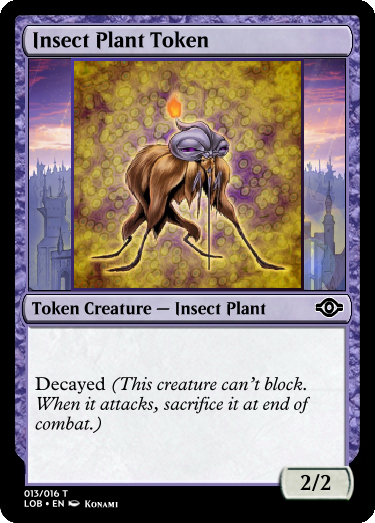 Insect Plant Token
Token Creature — Insect Plant
Decayed (This creature can't block.
When it attacks, sacrifice it at end of
combat.)
2/2
013/016 T
LOB • EN Konami